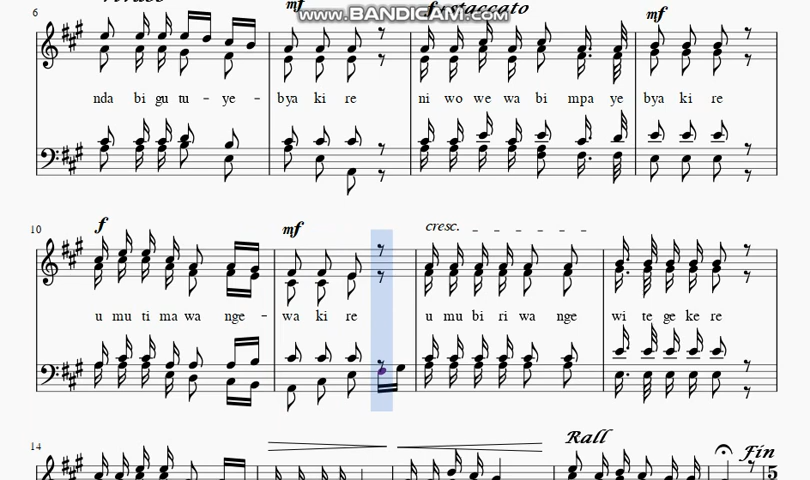 www.BANDICAM.com
6
mf
f+staccato
mf
nda bi gu tu - ye - bya ki re ni wo we wa bi mpa ye bya ki re
10
f
mf
cresc.
u mu ti ma wa nge - wa ki re u mu bi ri wa nge wi te ge ke re
14
Rall
Fin
5